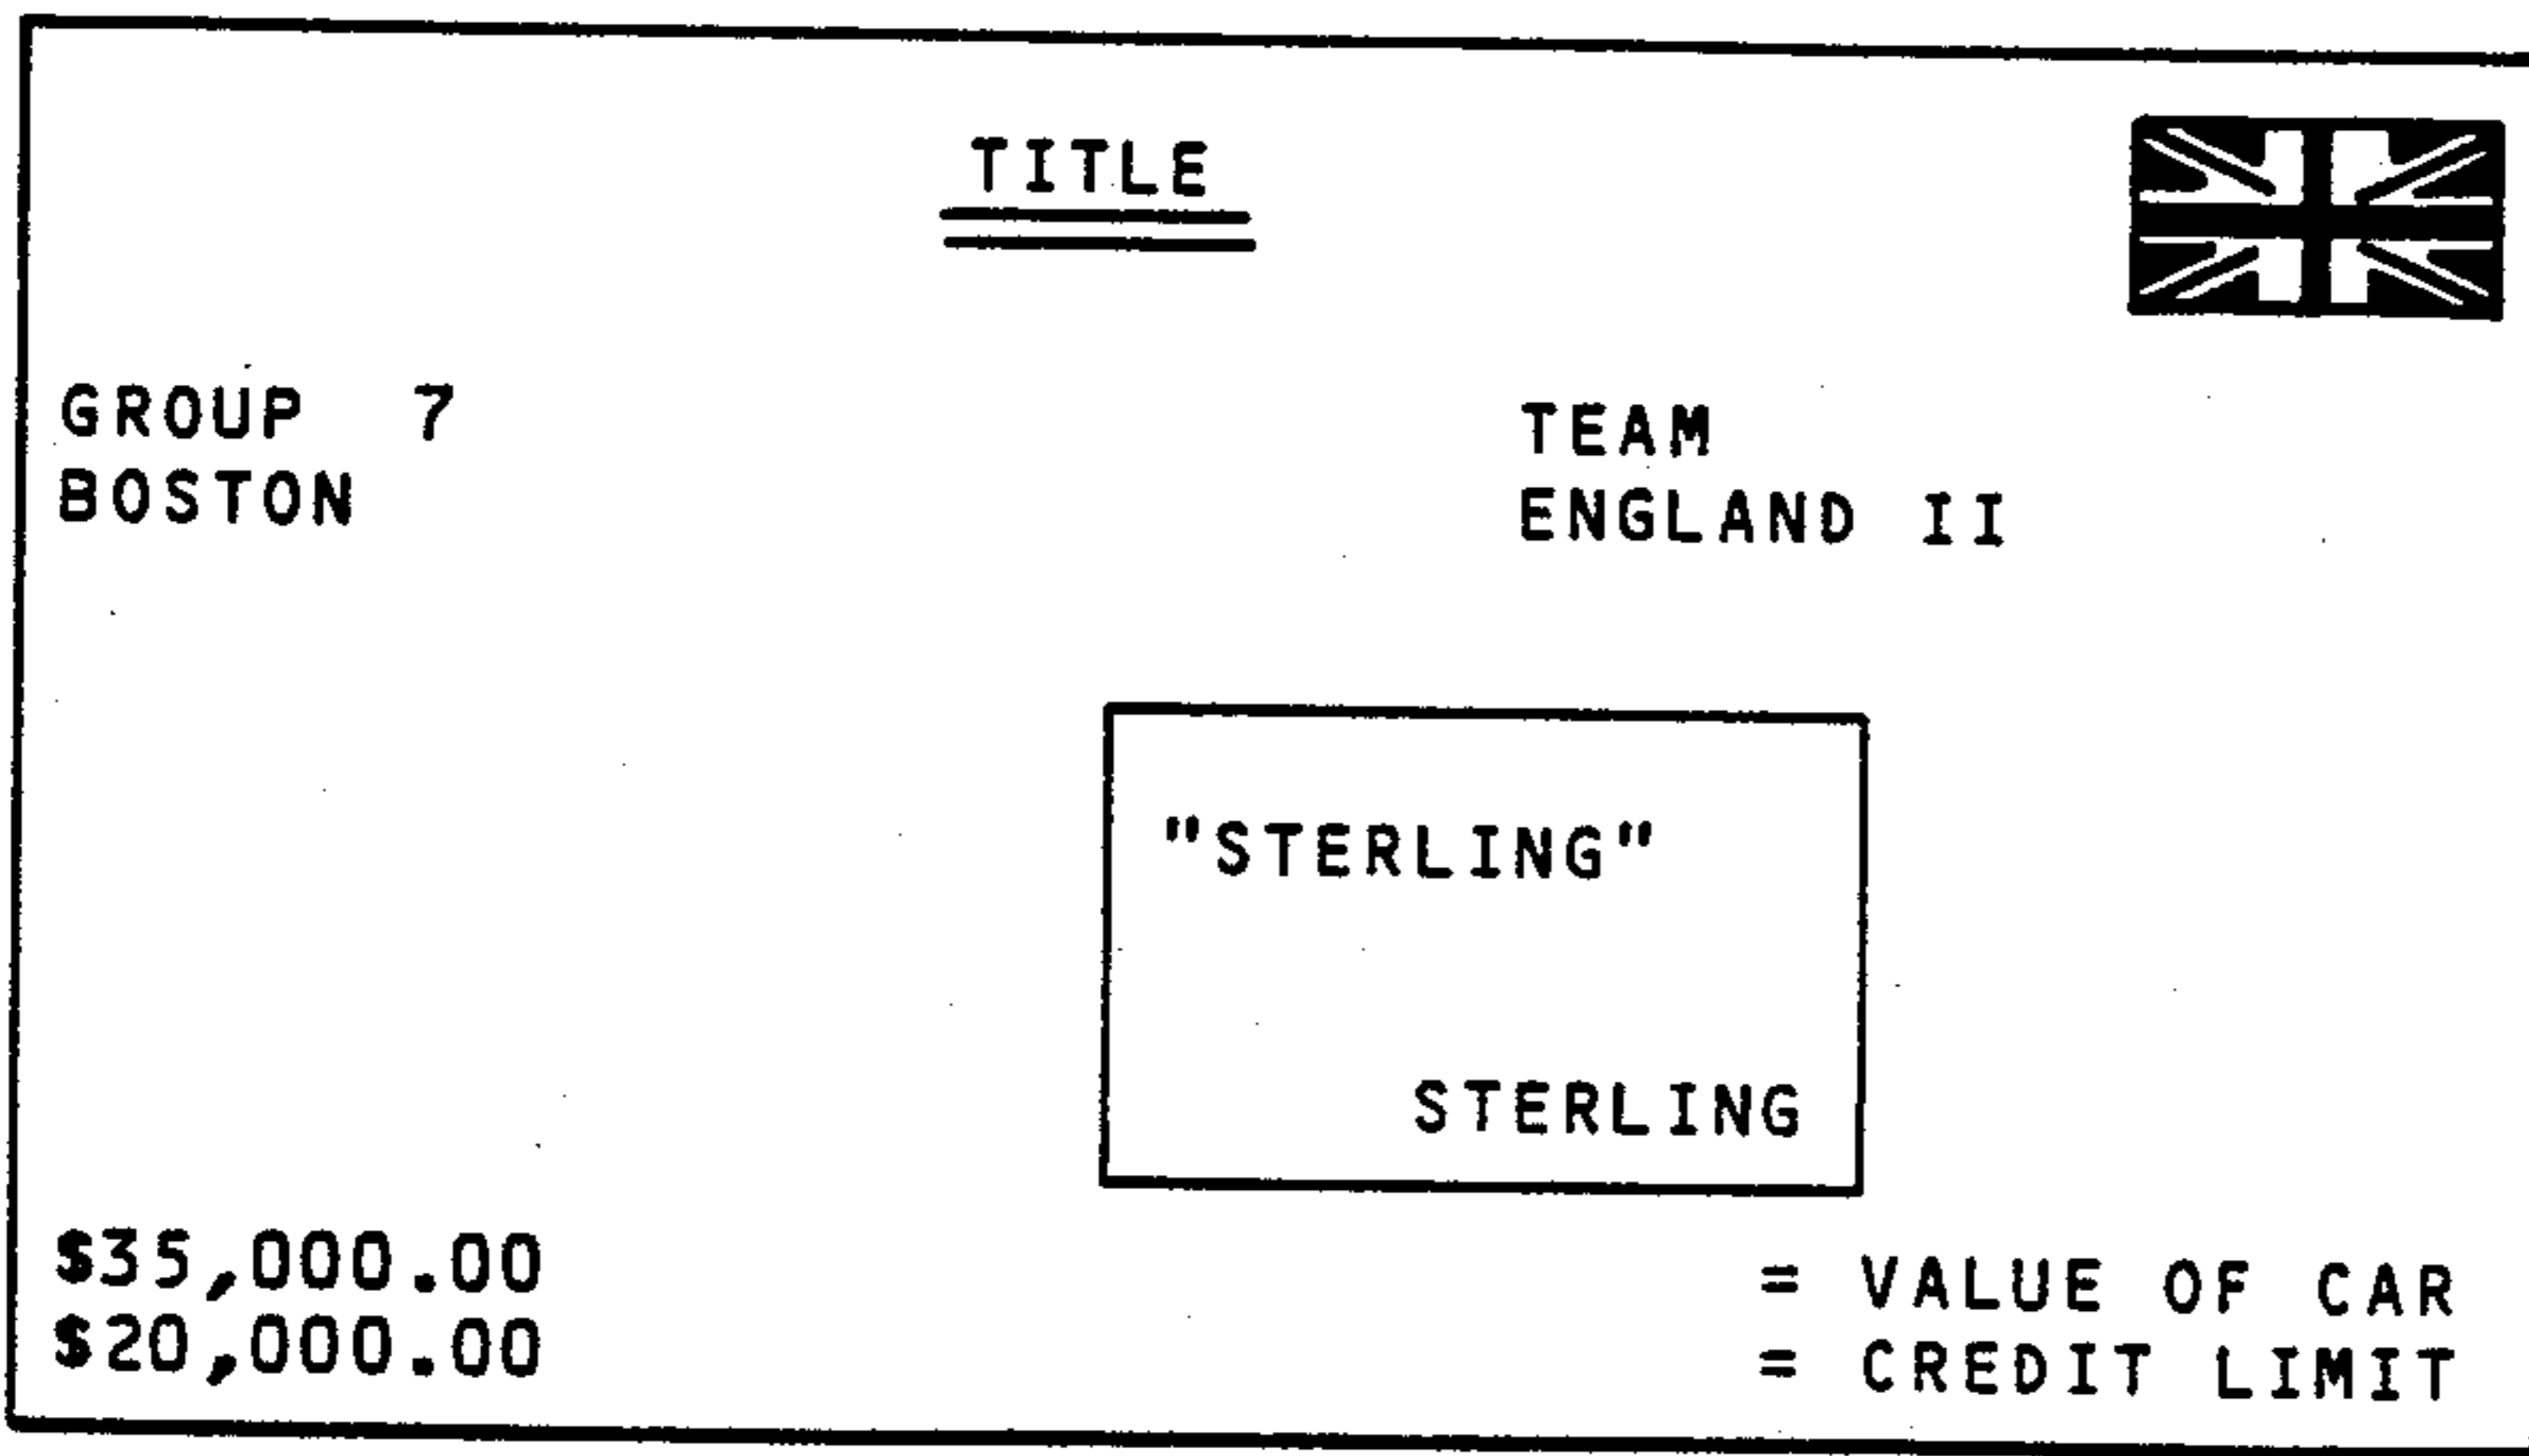 TITLE
GROUP 7
BOSTON
TEAM
ENGLAND II
"STERLING"
STERLING
$35,000.00 = VALUE OF CAR
$20,000.00 = CREDIT LIMIT